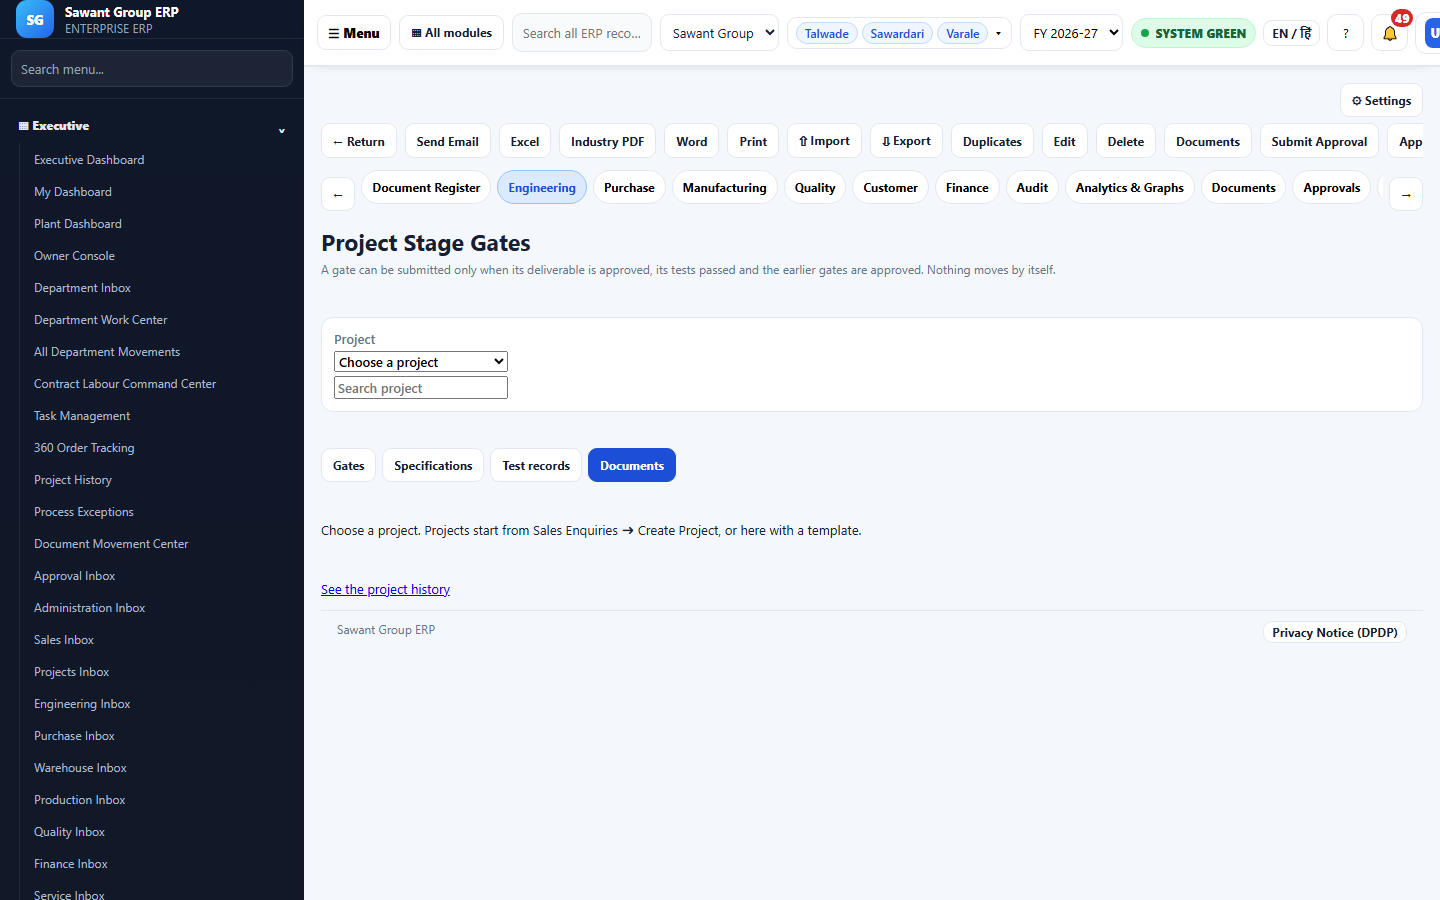 SG
Sawant Group ERP
ENTERPRISE ERP
Search menu...
Executive
Executive Dashboard
My Dashboard
Plant Dashboard
Owner Console
Department Inbox
Department Work Center
All Department Movements
Contract Labour Command Center
Task Management
360 Order Tracking
Project History
Process Exceptions
Document Movement Center
Approval Inbox
Administration Inbox
Sales Inbox
Projects Inbox
Engineering Inbox
Purchase Inbox
Warehouse Inbox
Production Inbox
Quality Inbox
Finance Inbox
Service Inbox
☰ Menu All modules Search all ERP reco... Sawant Group Talwade Sawardari Varale FY 2026-27 SYSTEM GREEN EN / हिं ? 49 U
⚙ Settings
← Return Send Email Excel Industry PDF Word Print ⇧ Import ⇩ Export Duplicates Edit Delete Documents Submit Approval App
← Document Register Engineering Purchase Manufacturing Quality Customer Finance Audit Analytics & Graphs Documents Approvals →
Project Stage Gates
A gate can be submitted only when its deliverable is approved, its tests passed and the earlier gates are approved. Nothing moves by itself.
Project
Choose a project
Search project
Gates Specifications Test records Documents
Choose a project. Projects start from Sales Enquiries → Create Project, or here with a template.
See the project history
Sawant Group ERP Privacy Notice (DPDP)